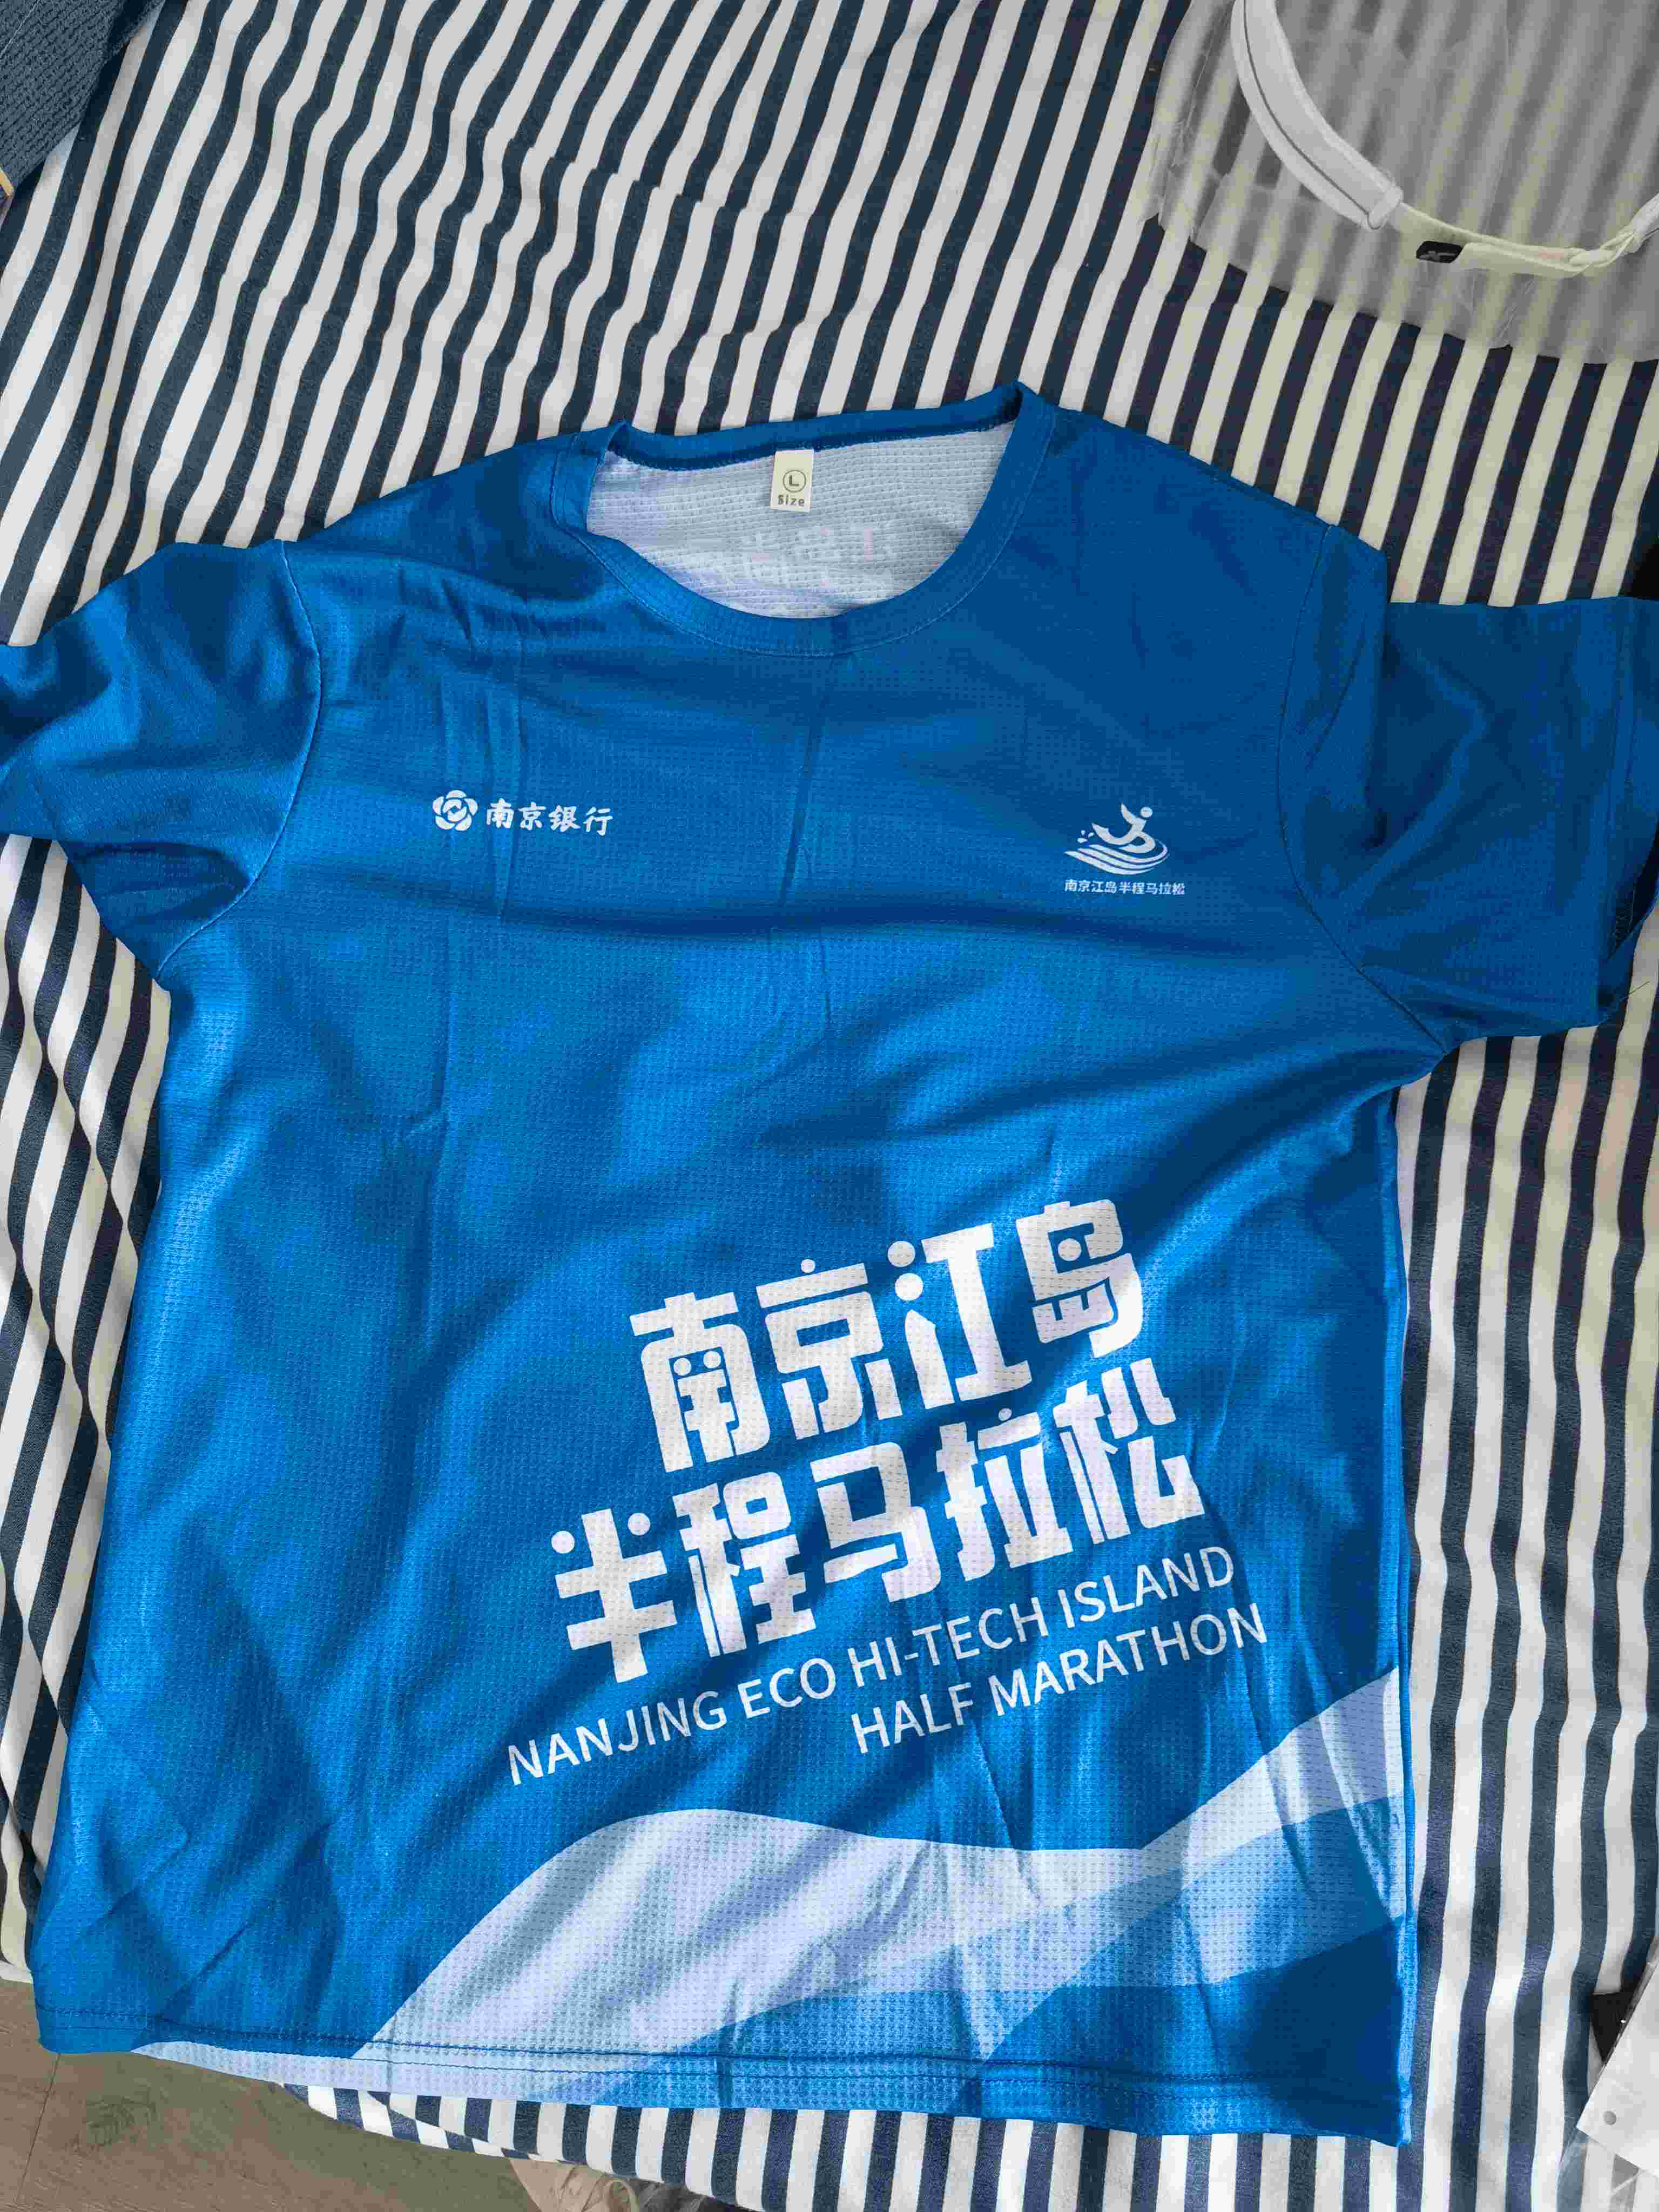 L
Size
南京银行
南京江岛半程马拉松
南京江岛
半程马拉松
NANJING ECO HI-TECH ISLAND
HALF MARATHON